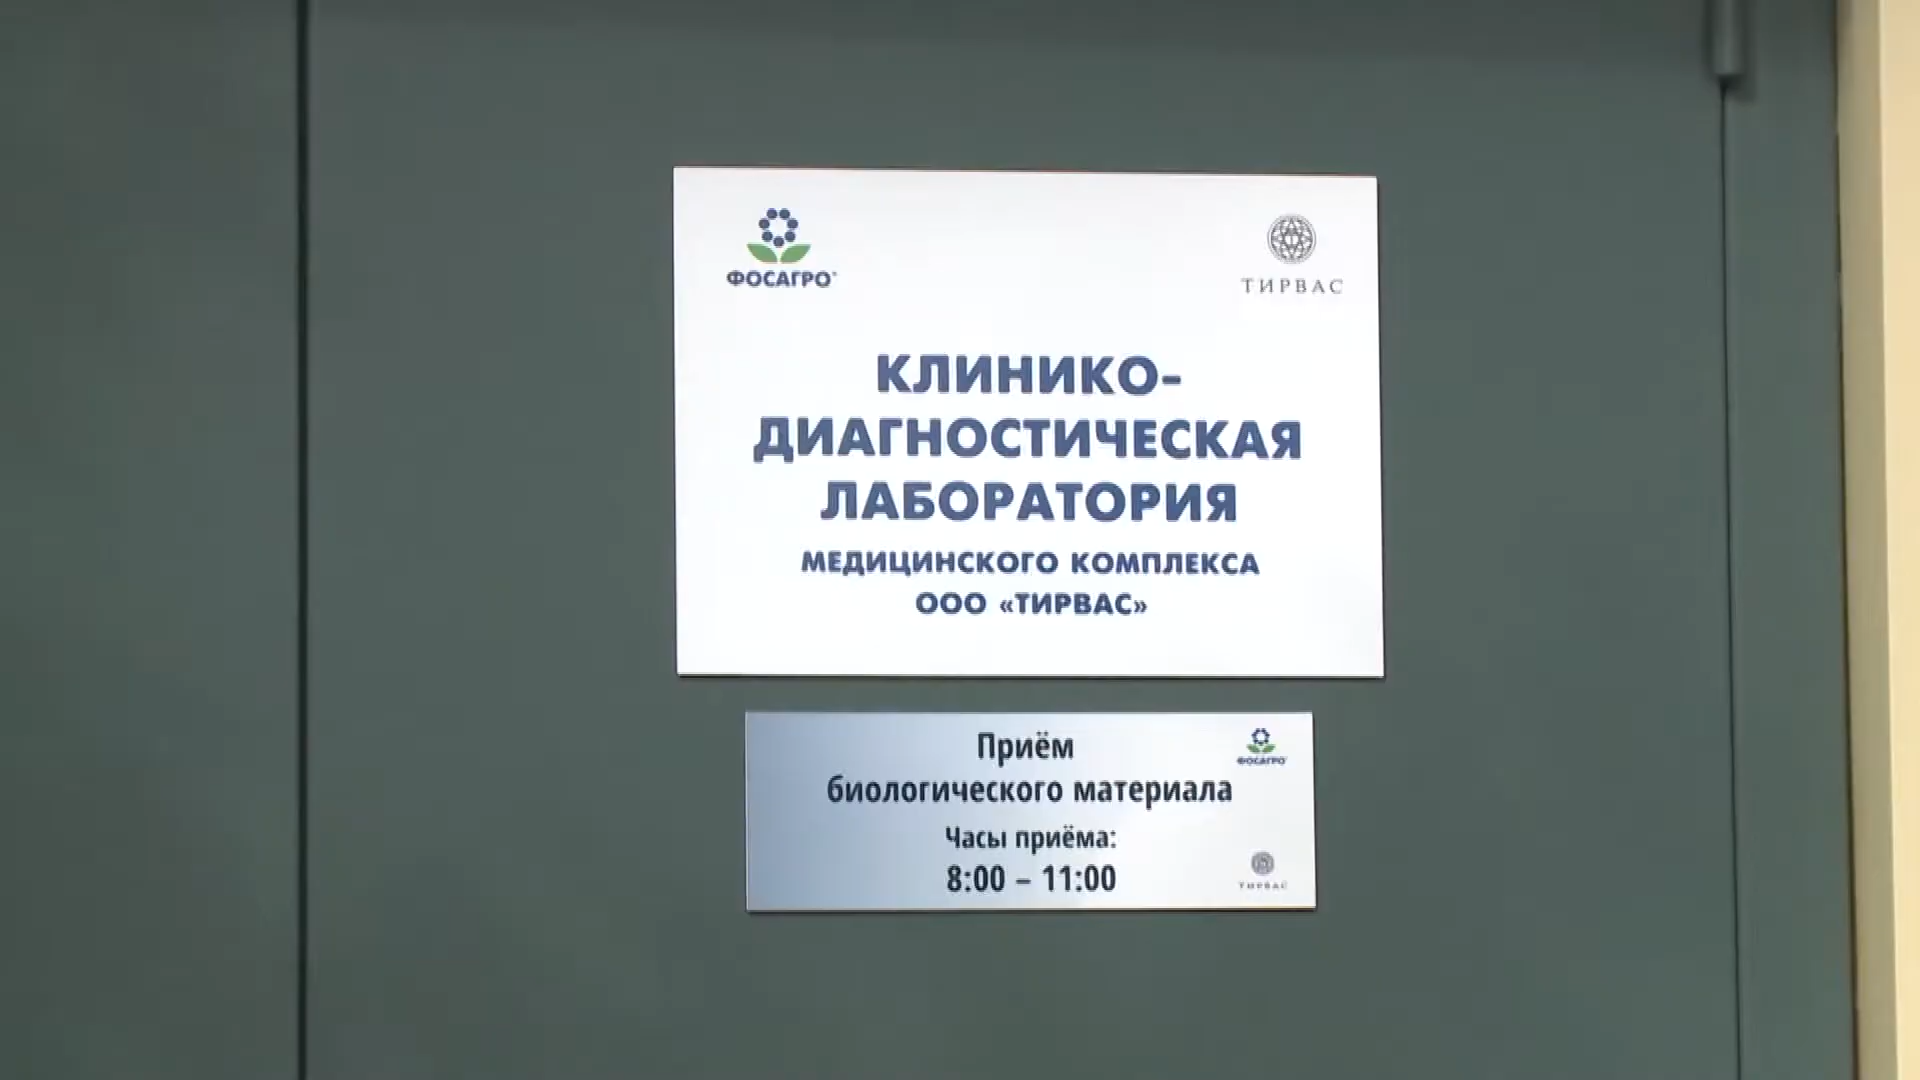 ФОСАГРО®
ТИРВАС
КЛИНИКО-
ДИАГНОСТИЧЕСКАЯ
ЛАБОРАТОРИЯ
МЕДИЦИНСКОГО КОМПЛЕКСА
ООО «ТИРВАС»
Приём
ФОСАГРО
биологического материала
Часы приёма:
8:00 – 11:00
ТИРВАС